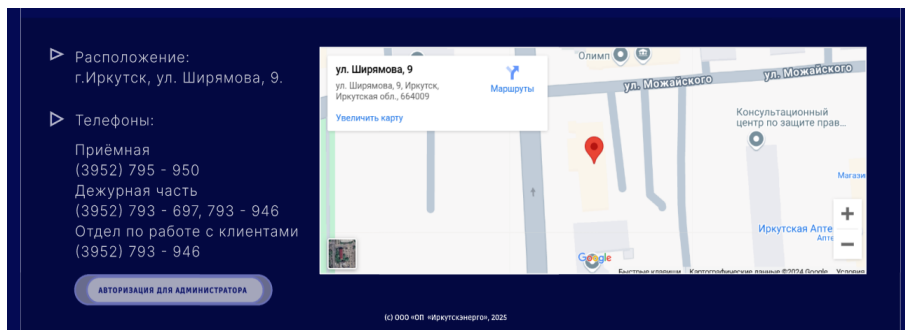 Расположение:
г.Иркутск, ул. Ширямова, 9.
Телефоны:
Приёмная
(3952) 795 - 950
Дежурная часть
(3952) 793 - 697, 793 - 946
Отдел по работе с клиентами
(3952) 793 - 946
АВТОРИЗАЦИЯ ДЛЯ АДМИНИСТРАТОРА
ул. Ширямова, 9
ул. Ширямова, 9, Иркутск,
Иркутская обл., 664009
Маршруты
Увеличить карту
Олимп
ул. Можайского
ул. Можайского
Консультационный
центр по защите прав...
Магази
Иркутская Апте
Апте
Google
Быстрые клавиши
Картографические данные ©2024 Google
Условия
(c) ООО «ОП «Иркутскэнерго», 2025